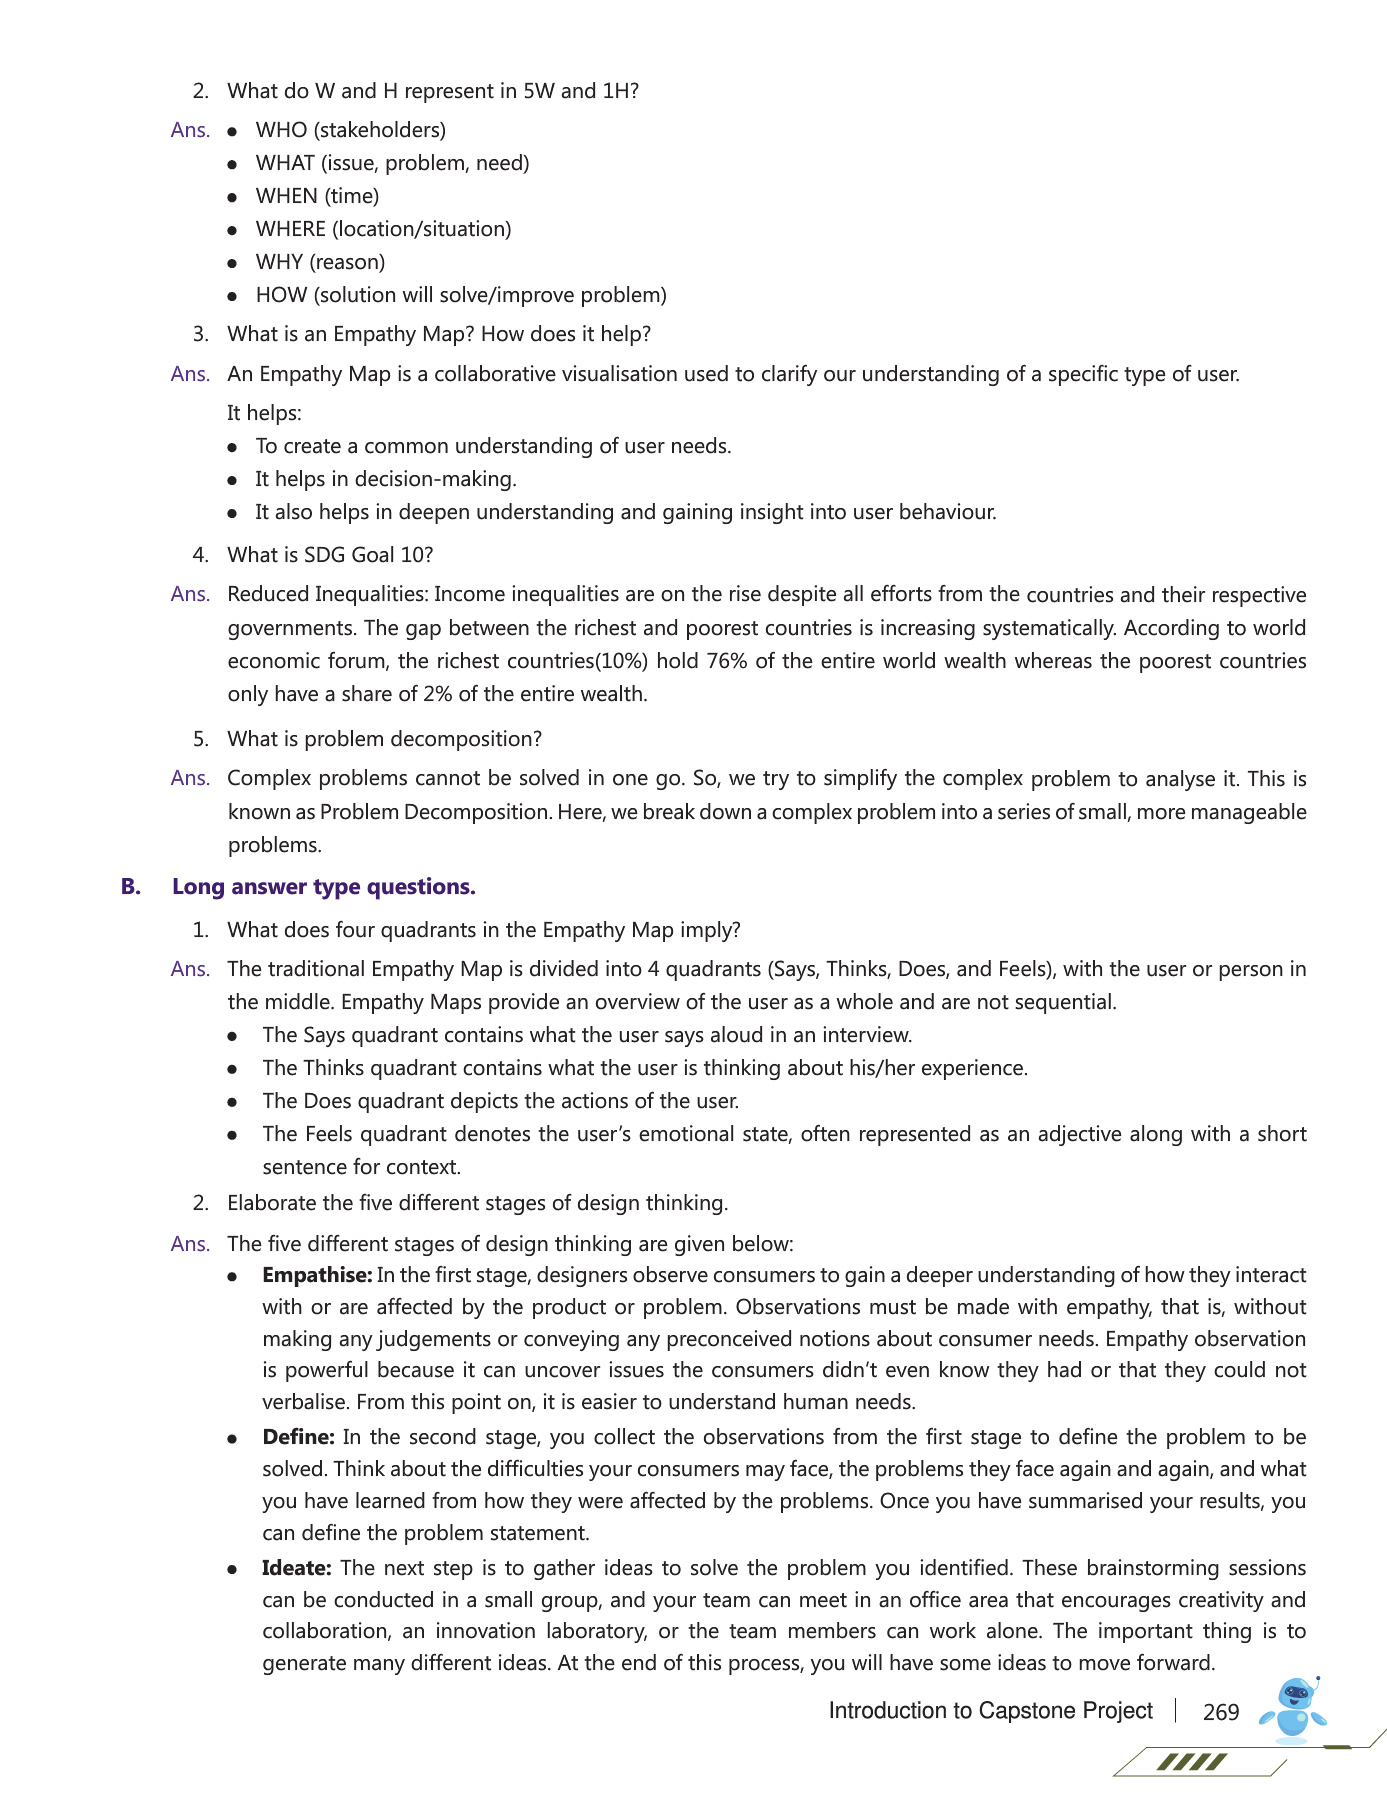 2. What do W and H represent in 5W and 1H?
Ans. ● WHO (stakeholders)
● WHAT (issue, problem, need)
● WHEN (time)
● WHERE (location/situation)
● WHY (reason)
● HOW (solution will solve/improve problem)
3. What is an Empathy Map? How does it help?
Ans. An Empathy Map is a collaborative visualisation used to clarify our understanding of a specific type of user.
It helps:
● To create a common understanding of user needs.
● It helps in decision-making.
● It also helps in deepen understanding and gaining insight into user behaviour.
4. What is SDG Goal 10?
Ans. Reduced Inequalities: Income inequalities are on the rise despite all efforts from the countries and their respective
governments. The gap between the richest and poorest countries is increasing systematically. According to world
economic forum, the richest countries(10%) hold 76% of the entire world wealth whereas the poorest countries
only have a share of 2% of the entire wealth.
5. What is problem decomposition?
Ans. Complex problems cannot be solved in one go. So, we try to simplify the complex problem to analyse it. This is
known as Problem Decomposition. Here, we break down a complex problem into a series of small, more manageable
problems.
B. Long answer type questions.
1. What does four quadrants in the Empathy Map imply?
Ans. The traditional Empathy Map is divided into 4 quadrants (Says, Thinks, Does, and Feels), with the user or person in
the middle. Empathy Maps provide an overview of the user as a whole and are not sequential.
● The Says quadrant contains what the user says aloud in an interview.
● The Thinks quadrant contains what the user is thinking about his/her experience.
● The Does quadrant depicts the actions of the user.
● The Feels quadrant denotes the user's emotional state, often represented as an adjective along with a short
sentence for context.
2. Elaborate the five different stages of design thinking.
Ans. The five different stages of design thinking are given below:
● Empathise: In the first stage, designers observe consumers to gain a deeper understanding of how they interact
with or are affected by the product or problem. Observations must be made with empathy, that is, without
making any judgements or conveying any preconceived notions about consumer needs. Empathy observation
is powerful because it can uncover issues the consumers didn't even know they had or that they could not
verbalise. From this point on, it is easier to understand human needs.
● Define: In the second stage, you collect the observations from the first stage to define the problem to be
solved. Think about the difficulties your consumers may face, the problems they face again and again, and what
you have learned from how they were affected by the problems. Once you have summarised your results, you
can define the problem statement.
● Ideate: The next step is to gather ideas to solve the problem you identified. These brainstorming sessions
can be conducted in a small group, and your team can meet in an office area that encourages creativity and
collaboration, an innovation laboratory, or the team members can work alone. The important thing is to
generate many different ideas. At the end of this process, you will have some ideas to move forward.
Introduction to Capstone Project 269